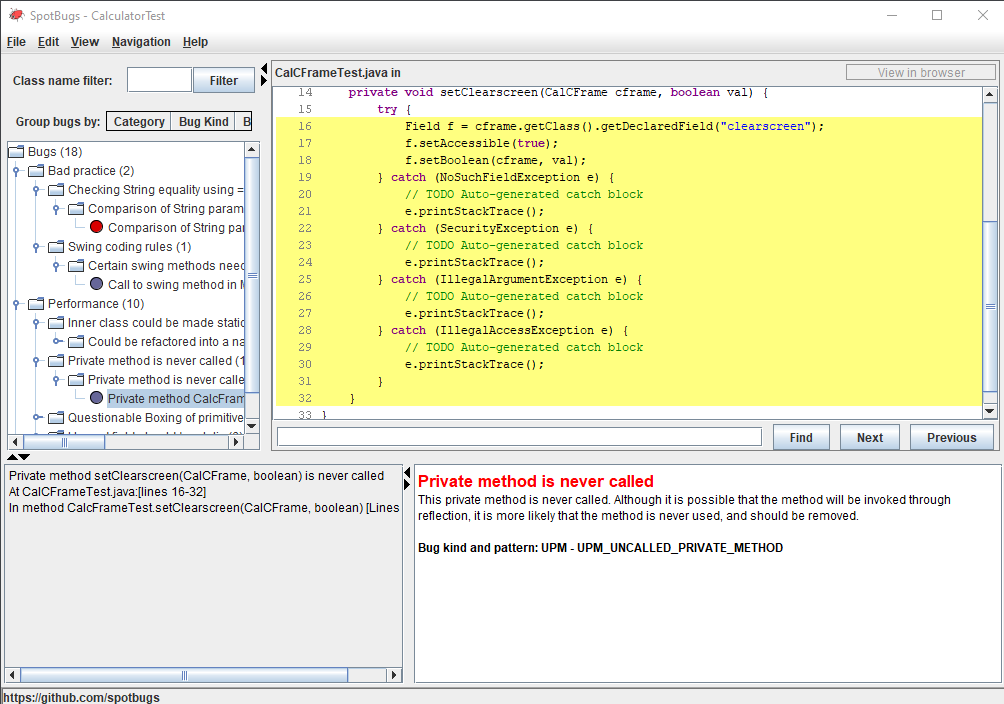 SpotBugs - CalculatorTest
File Edit View Navigation Help
Class name filter:
Filter
Group bugs by:
Category Bug Kind B
Bugs (18)
Bad practice (2)
Checking String equality using =
Comparison of String param
Comparison of String par
Swing coding rules (1)
Certain swing methods need
Call to swing method in M
Performance (10)
Inner class could be made static
Could be refactored into a na
Private method is never called (1
Private method is never calle
Private method CalcFram
Questionable Boxing of primitive
CalCFrameTest.java in
View in browser
14 private void setClearscreen(CalCFrame cframe, boolean val) {
15 try {
16 Field f = cframe.getClass().getDeclaredField("clearscreen");
17 f.setAccessible(true);
18 f.setBoolean(cframe, val);
19 } catch (NoSuchFieldException e) {
20 // TODO Auto-generated catch block
21 e.printStackTrace();
22 } catch (SecurityException e) {
23 // TODO Auto-generated catch block
24 e.printStackTrace();
25 } catch (IllegalArgumentException e) {
26 // TODO Auto-generated catch block
27 e.printStackTrace();
28 } catch (IllegalAccessException e) {
29 // TODO Auto-generated catch block
30 e.printStackTrace();
31 }
32 }
33 }
Find Next Previous
Private method setClearscreen(CalCFrame, boolean) is never called
At CalCFrameTest.java:[lines 16-32]
In method CalcFrameTest.setClearscreen(CalCFrame, boolean) [Lines
Private method is never called
This private method is never called. Although it is possible that the method will be invoked through
reflection, it is more likely that the method is never used, and should be removed.
Bug kind and pattern: UPM - UPM_UNCALLED_PRIVATE_METHOD
https://github.com/spotbugs